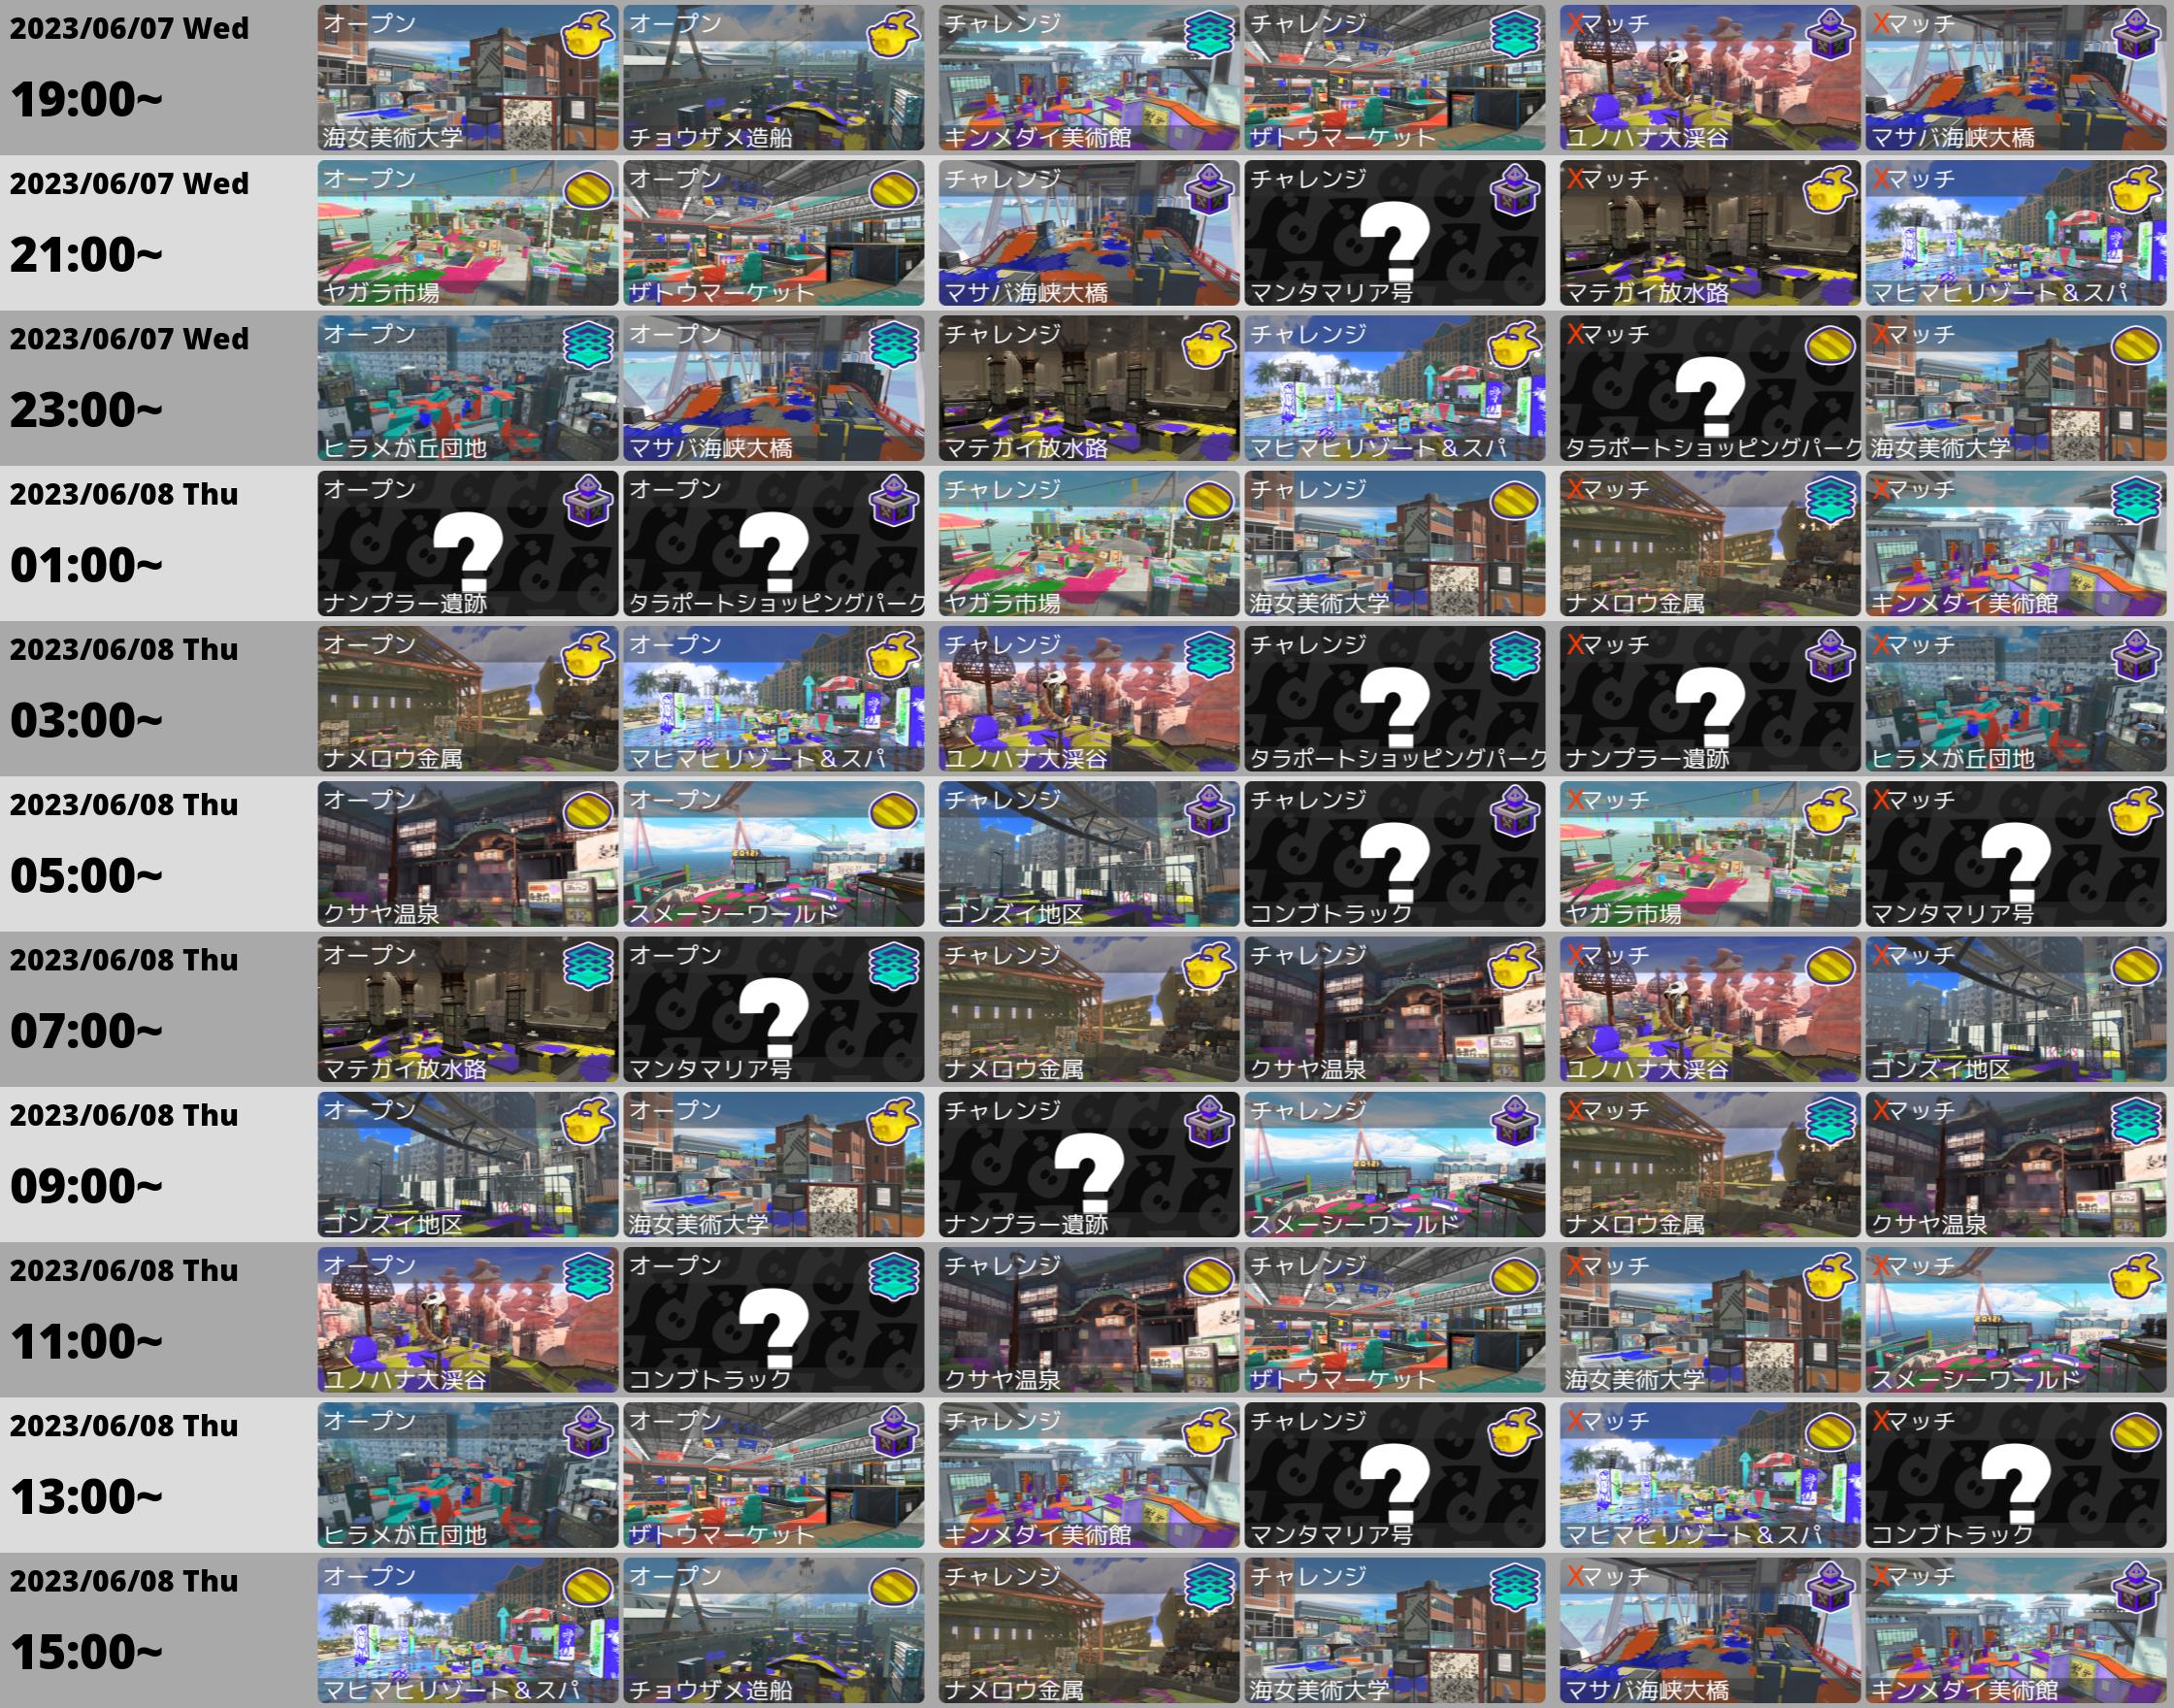 2023/06/07 Wed
19:00~
オープン オープン チャレンジ チャレンジ Xマッチ Xマッチ
海女美術大学 チョウザメ造船 キンメダイ美術館 ザトウマーケット ユノハナ大渓谷 マサバ海峡大橋
2023/06/07 Wed
21:00~
オープン オープン チャレンジ チャレンジ Xマッチ Xマッチ
ヤガラ市場 ザトウマーケット マサバ海峡大橋 マンタマリア号 マテガイ放水路 マヒマヒリゾート&スパ
2023/06/07 Wed
23:00~
オープン オープン チャレンジ チャレンジ Xマッチ Xマッチ
ヒラメが丘団地 マサバ海峡大橋 マテガイ放水路 マヒマヒリゾート&スパ タラポートショッピングパーク 海女美術大学
2023/06/08 Thu
01:00~
オープン オープン チャレンジ チャレンジ Xマッチ Xマッチ
ナンプラー遺跡 タラポートショッピングパーク ヤガラ市場 海女美術大学 ナメロウ金属 キンメダイ美術館
2023/06/08 Thu
03:00~
オープン オープン チャレンジ チャレンジ Xマッチ Xマッチ
ナメロウ金属 マヒマヒリゾート&スパ ユノハナ大渓谷 タラポートショッピングパーク ナンプラー遺跡 ヒラメが丘団地
2023/06/08 Thu
05:00~
オープン オープン チャレンジ チャレンジ Xマッチ Xマッチ
クサヤ温泉 スメーシーワールド ゴンズイ地区 コンブトラック ヤガラ市場 マンタマリア号
2023/06/08 Thu
07:00~
オープン オープン チャレンジ チャレンジ Xマッチ Xマッチ
マテガイ放水路 マンタマリア号 ナメロウ金属 クサヤ温泉 ユノハナ大渓谷 ゴンズイ地区
2023/06/08 Thu
09:00~
オープン オープン チャレンジ チャレンジ Xマッチ Xマッチ
ゴンズイ地区 海女美術大学 ナンプラー遺跡 スメーシーワールド ナメロウ金属 クサヤ温泉
2023/06/08 Thu
11:00~
オープン オープン チャレンジ チャレンジ Xマッチ Xマッチ
ユノハナ大渓谷 コンブトラック クサヤ温泉 ザトウマーケット 海女美術大学 スメーシーワールド
2023/06/08 Thu
13:00~
オープン オープン チャレンジ チャレンジ Xマッチ Xマッチ
ヒラメが丘団地 ザトウマーケット キンメダイ美術館 マンタマリア号 マヒマヒリゾート&スパ コンブトラック
2023/06/08 Thu
15:00~
オープン オープン チャレンジ チャレンジ Xマッチ Xマッチ
マヒマヒリゾート&スパ チョウザメ造船 ナメロウ金属 海女美術大学 マサバ海峡大橋 キンメダイ美術館